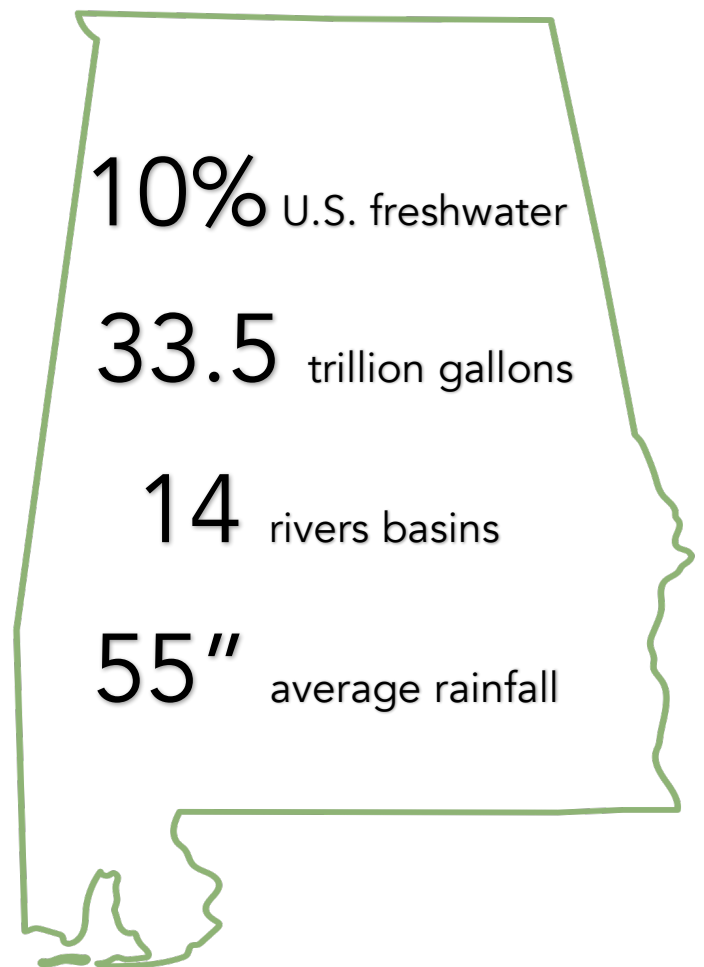 10% U.S. freshwater
33.5 trillion gallons
14 rivers basins
55” average rainfall